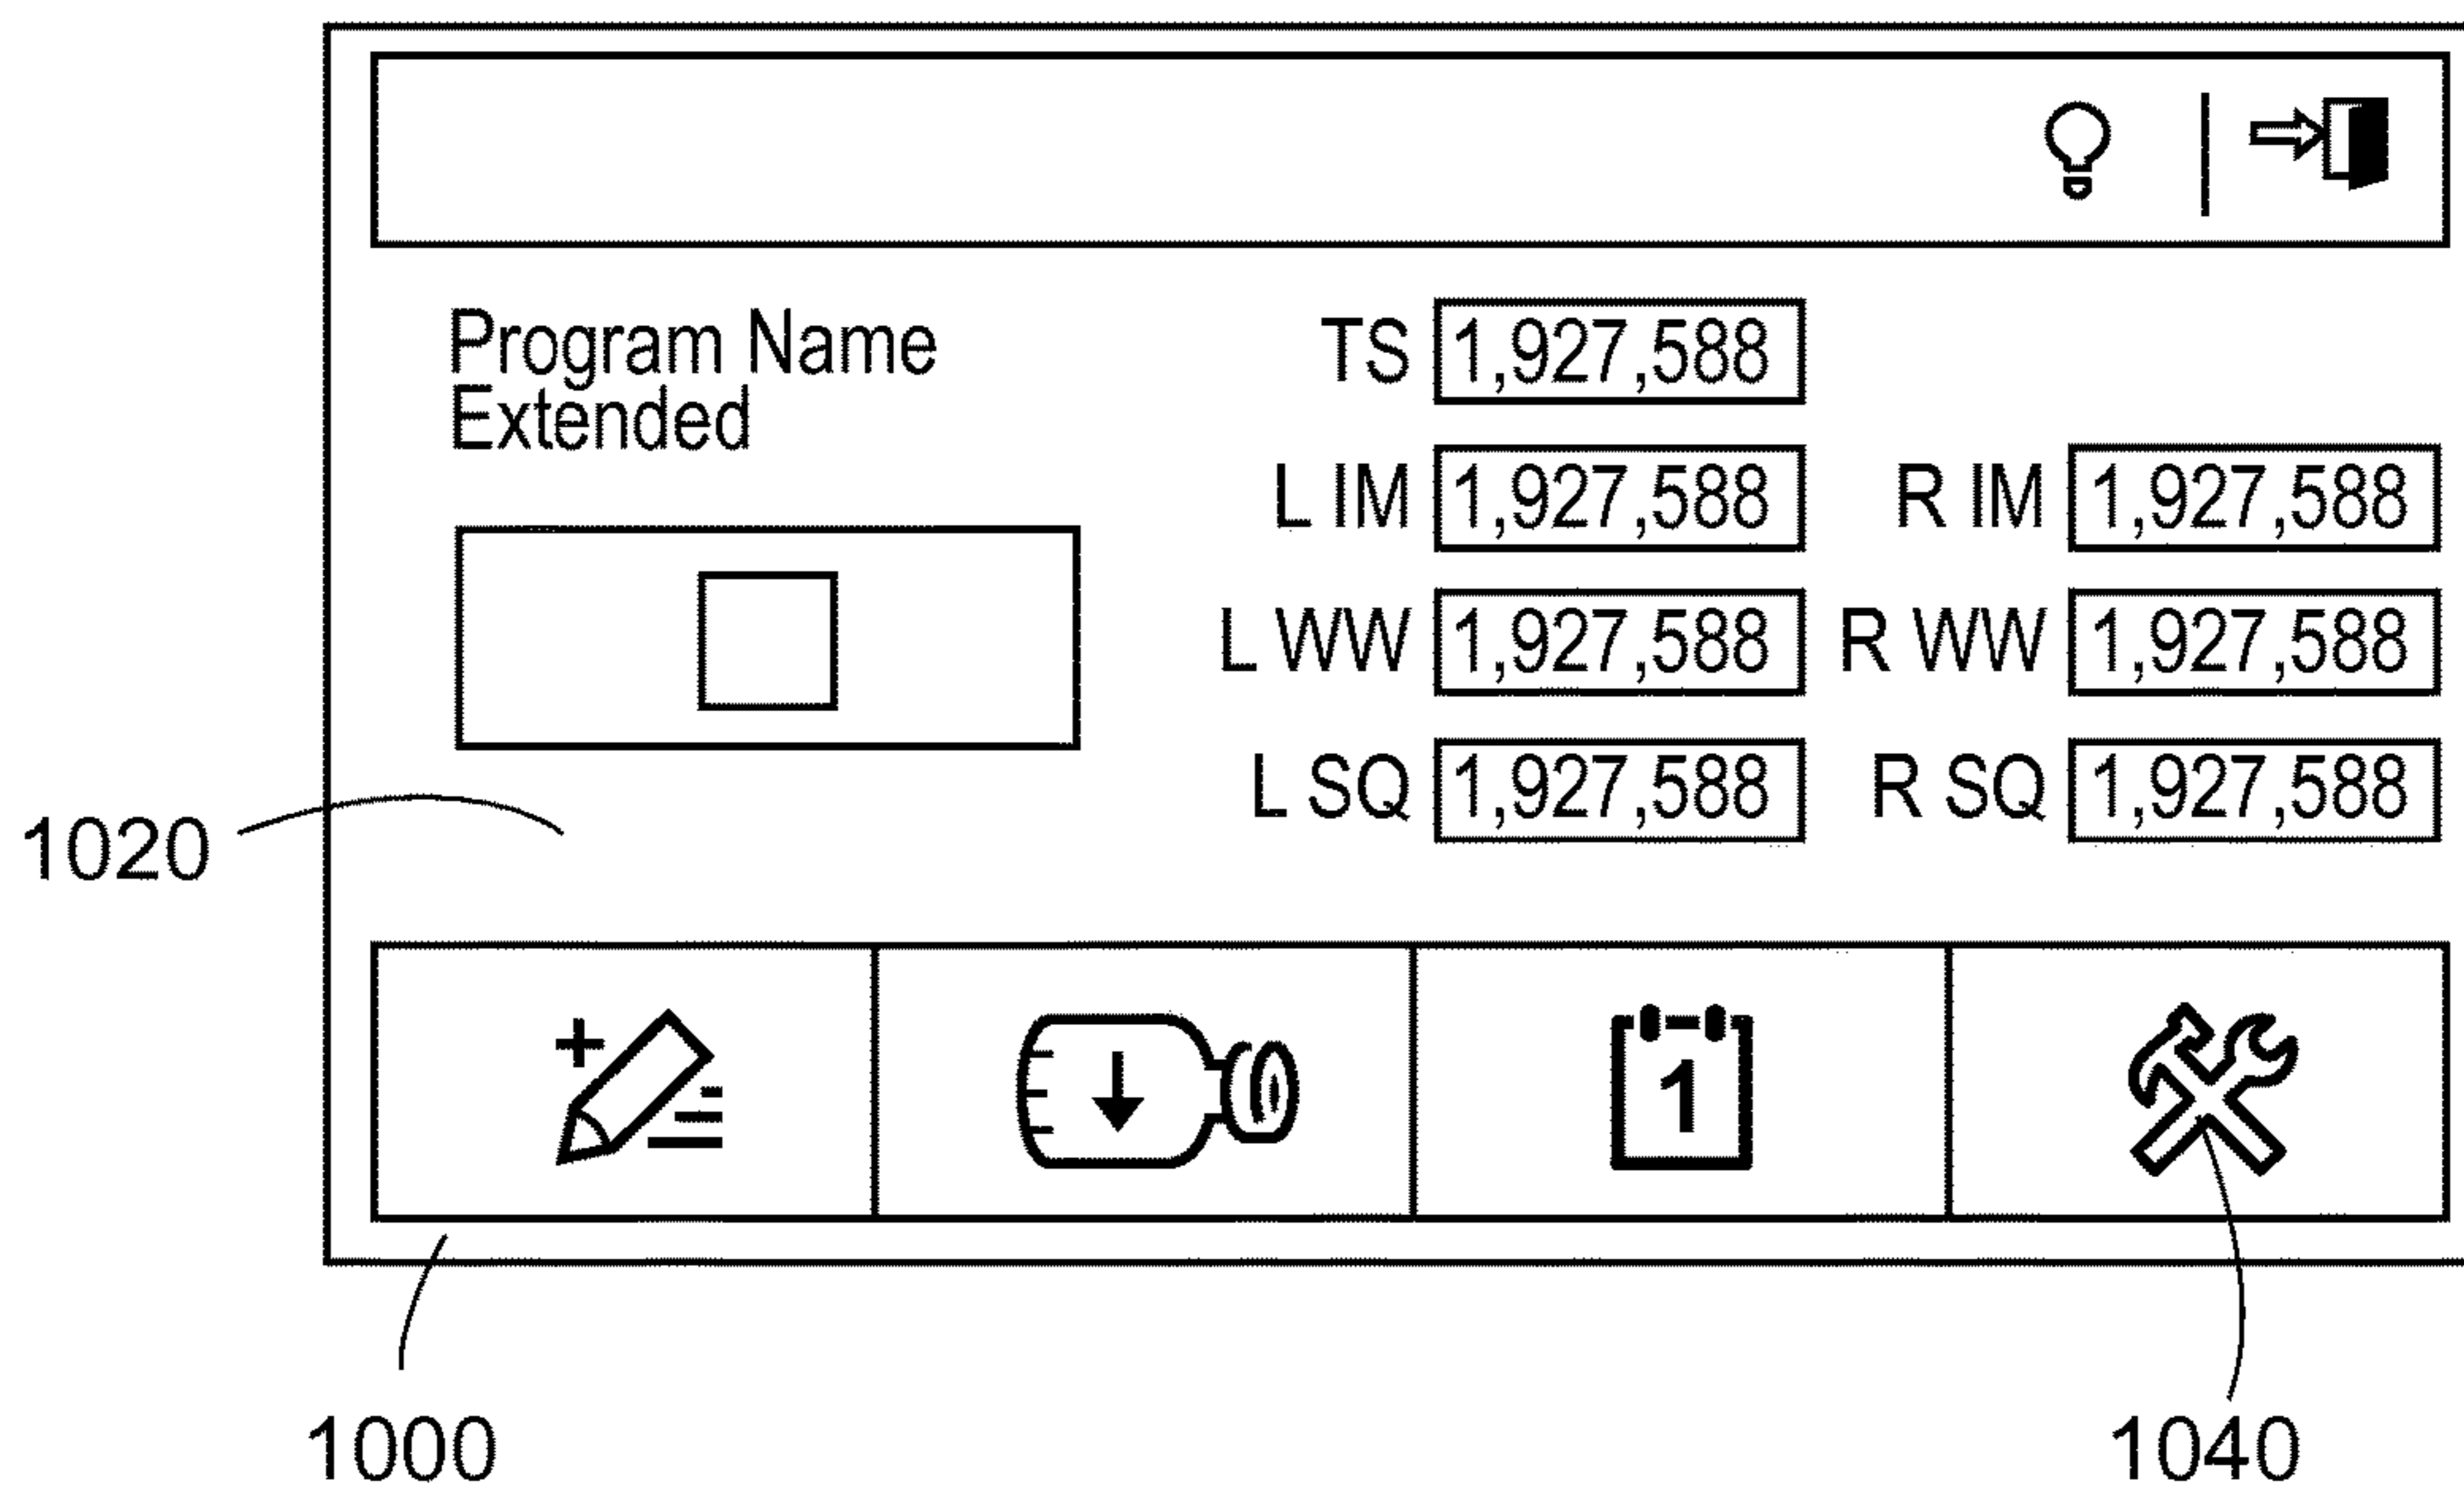 Program Name
Extended
TS 1,927,588
L IM 1,927,588 R IM 1,927,588
L WW 1,927,588 R WW 1,927,588
L SQ 1,927,588 R SQ 1,927,588
1020
1
1000
1040